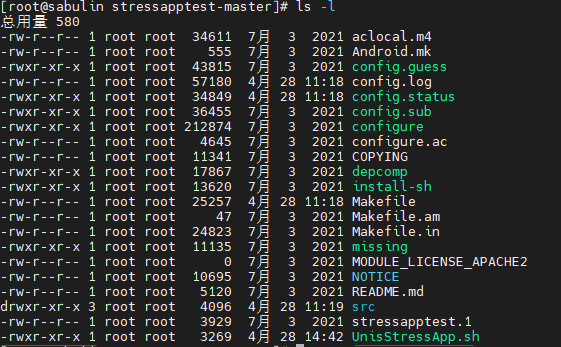 [root@sabulin stressapptest-master]# ls -l
总用量 580
-rw-r--r-- 1 root root 34611 7月 3 2021 aclocal.m4
-rw-r--r-- 1 root root 555 7月 3 2021 Android.mk
-rwxr-xr-x 1 root root 43815 7月 3 2021 config.guess
-rw-r--r-- 1 root root 57180 4月 28 11:18 config.log
-rwxr-xr-x 1 root root 34849 4月 28 11:18 config.status
-rwxr-xr-x 1 root root 36455 7月 3 2021 config.sub
-rwxr-xr-x 1 root root 212874 7月 3 2021 configure
-rw-r--r-- 1 root root 4645 7月 3 2021 configure.ac
-rw-r--r-- 1 root root 11341 7月 3 2021 COPYING
-rwxr-xr-x 1 root root 17867 7月 3 2021 depcomp
-rwxr-xr-x 1 root root 13620 7月 3 2021 install-sh
-rw-r--r-- 1 root root 25257 4月 28 11:18 Makefile
-rw-r--r-- 1 root root 47 7月 3 2021 Makefile.am
-rw-r--r-- 1 root root 24823 7月 3 2021 Makefile.in
-rwxr-xr-x 1 root root 11135 7月 3 2021 missing
-rw-r--r-- 1 root root 0 7月 3 2021 MODULE_LICENSE_APACHE2
-rw-r--r-- 1 root root 10695 7月 3 2021 NOTICE
-rw-r--r-- 1 root root 5120 7月 3 2021 README.md
drwxr-xr-x 3 root root 4096 4月 28 11:19 src
-rw-r--r-- 1 root root 3929 7月 3 2021 stressapptest.1
-rwxr-xr-x 1 root root 3269 4月 28 14:42 UnisStressApp.sh